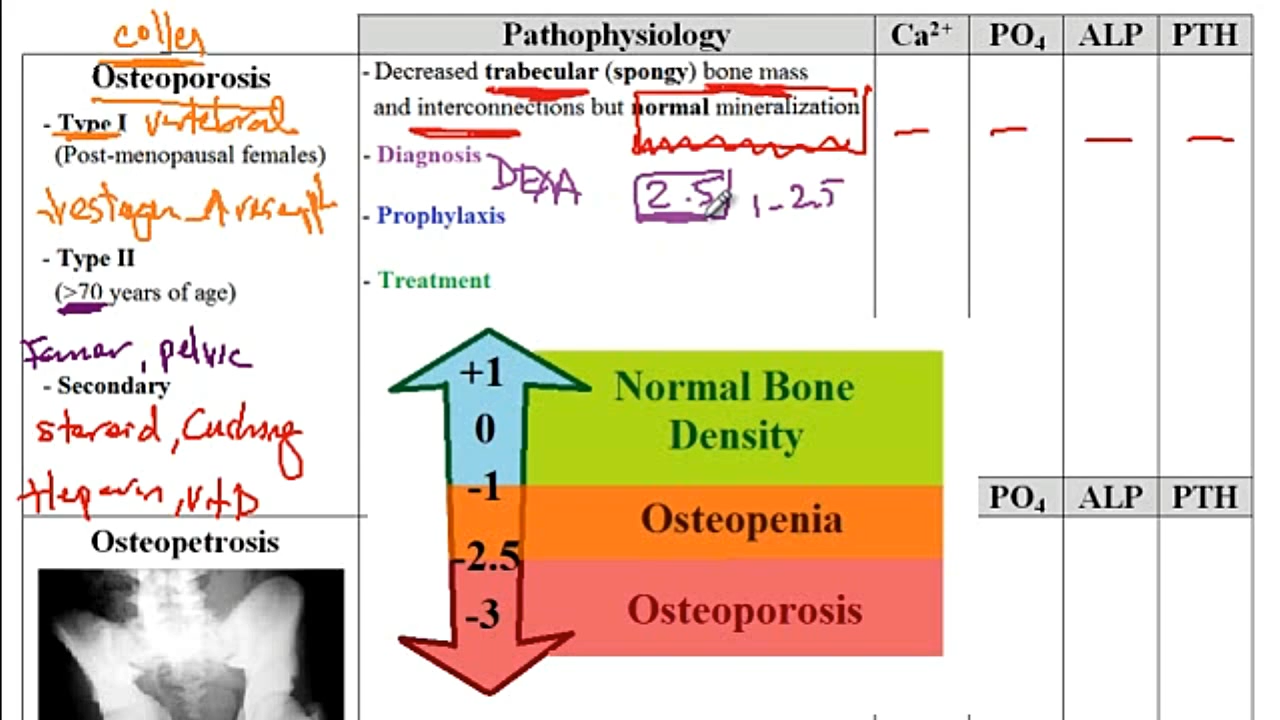 colles
Pathophysiology Ca²⁺ PO₄ ALP PTH
Osteoporosis
- Type I vertebral
(Post-menopausal females)
- Type II
(>70 years of age)
Femar, pelvic
- Secondary
steroid, Cushing
Heparin, vit D
- Decreased trabecular (spongy) bone mass
and interconnections but normal mineralization
- Diagnosis DEXA 2.5 1-2.5
- Prophylaxis
- Treatment
+1
0
-1
-2.5
-3
Normal Bone
Density
Osteopenia
Osteoporosis
PO₄ ALP PTH
Osteopetrosis